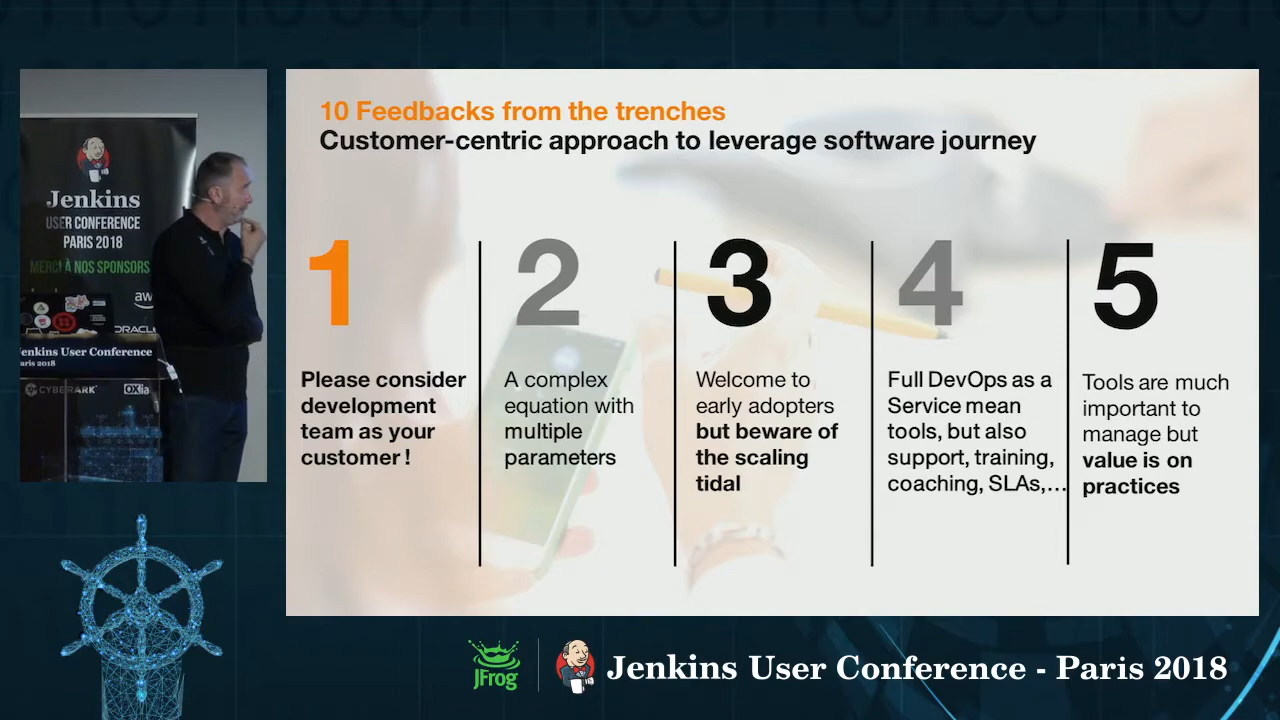 10 Feedbacks from the trenches
Customer-centric approach to leverage software journey
1
Please consider
development
team as your
customer !
2
A complex
equation with
multiple
parameters
3
Welcome to
early adopters
but beware of
the scaling
tidal
4
Full DevOps as a
Service mean
tools, but also
support, training,
coaching, SLAs,…
5
Tools are much
important to
manage but
value is on
practices
Jenkins
USER CONFERENCE
PARIS 2018
MERCI À NOS SPONSORS
aws
ORACLE
Jenkins User Conference
Paris 2018
CYBERARK
OXia
JFrog
Jenkins User Conference - Paris 2018